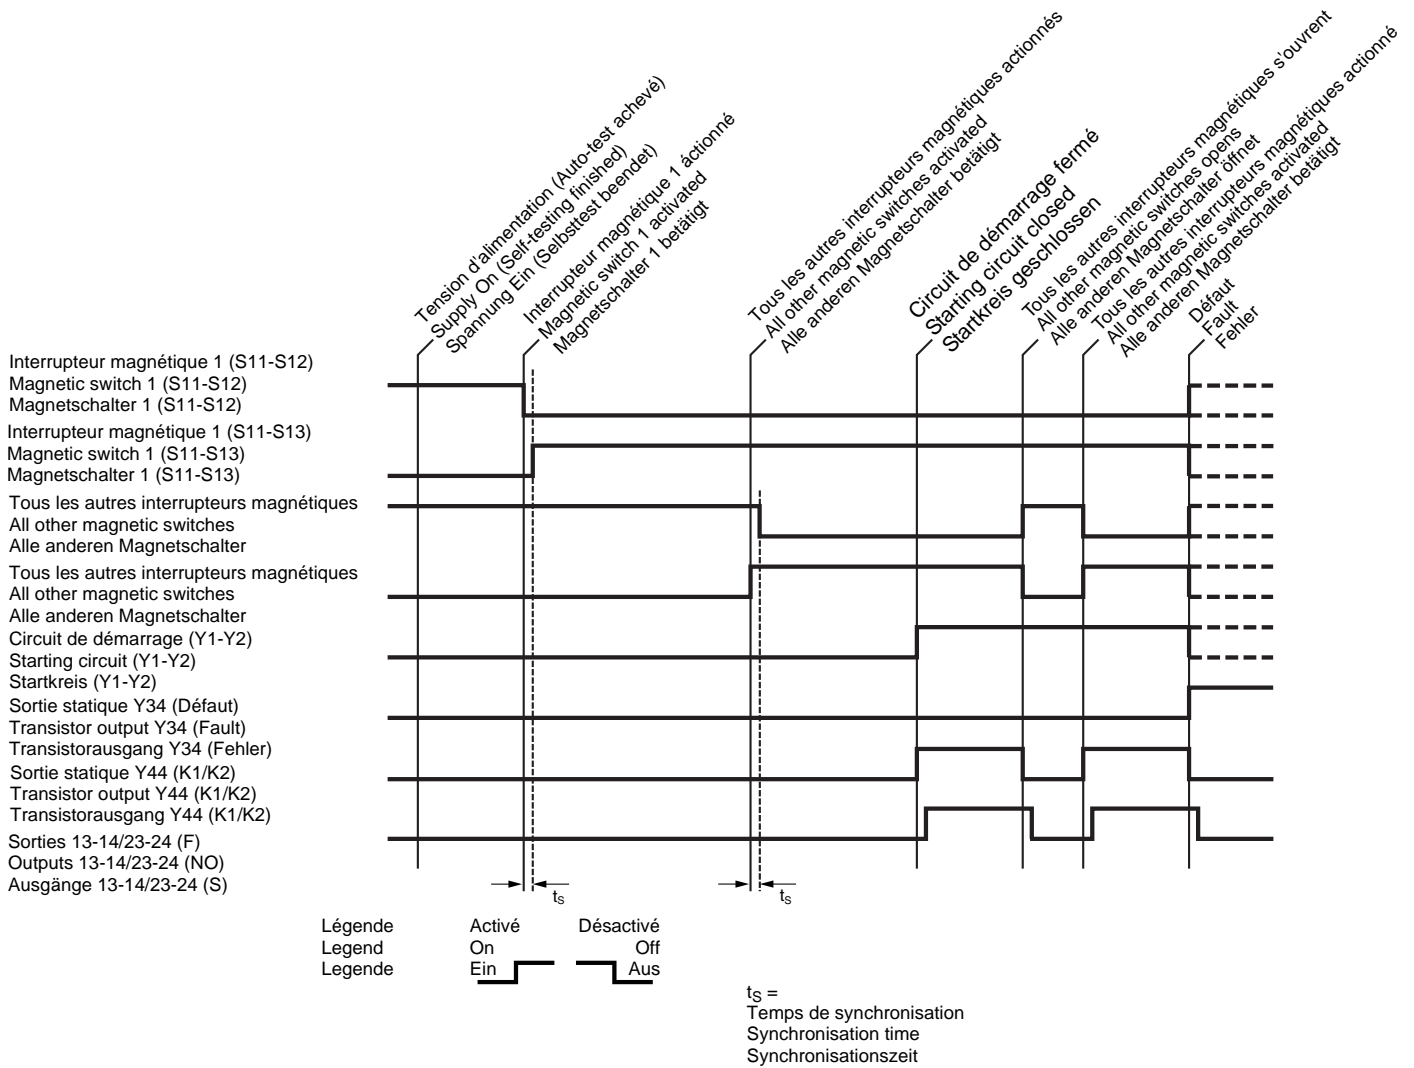 Tension d'alimentation (Auto-test achevé)
Supply On (Self-testing finished)
Spannung Ein (Selbsttest beendet)
Interrupteur magnétique 1 áctionné
Magnetic switch 1 activated
Magnetschalter 1 betätigt
Tous les autres interrupteurs magnétiques actionnés
All other magnetic switches activated
Alle anderen Magnetschalter betätigt
Circuit de démarrage fermé
Starting circuit closed
Startkreis geschlossen
Tous les autres interrupteurs magnétiques s'ouvrent
All other magnetic switches opens
Alle anderen Magnetschalter öffnet
Tous les autres interrupteurs magnétiques actionné
All other magnetic switches activated
Alle anderen Magnetschalter betätigt
Défaut
Fault
Fehler
Interrupteur magnétique 1 (S11-S12)
Magnetic switch 1 (S11-S12)
Magnetschalter 1 (S11-S12)
Interrupteur magnétique 1 (S11-S13)
Magnetic switch 1 (S11-S13)
Magnetschalter 1 (S11-S13)
Tous les autres interrupteurs magnétiques
All other magnetic switches
Alle anderen Magnetschalter
Tous les autres interrupteurs magnétiques
All other magnetic switches
Alle anderen Magnetschalter
Circuit de démarrage (Y1-Y2)
Starting circuit (Y1-Y2)
Startkreis (Y1-Y2)
Sortie statique Y34 (Défaut)
Transistor output Y34 (Fault)
Transistorausgang Y34 (Fehler)
Sortie statique Y44 (K1/K2)
Transistor output Y44 (K1/K2)
Transistorausgang Y44 (K1/K2)
Sorties 13-14/23-24 (F)
Outputs 13-14/23-24 (NO)
Ausgänge 13-14/23-24 (S)
tS
tS
Légende Activé Désactivé
Legend On Off
Legende Ein Aus
tS =
Temps de synchronisation
Synchronisation time
Synchronisationszeit